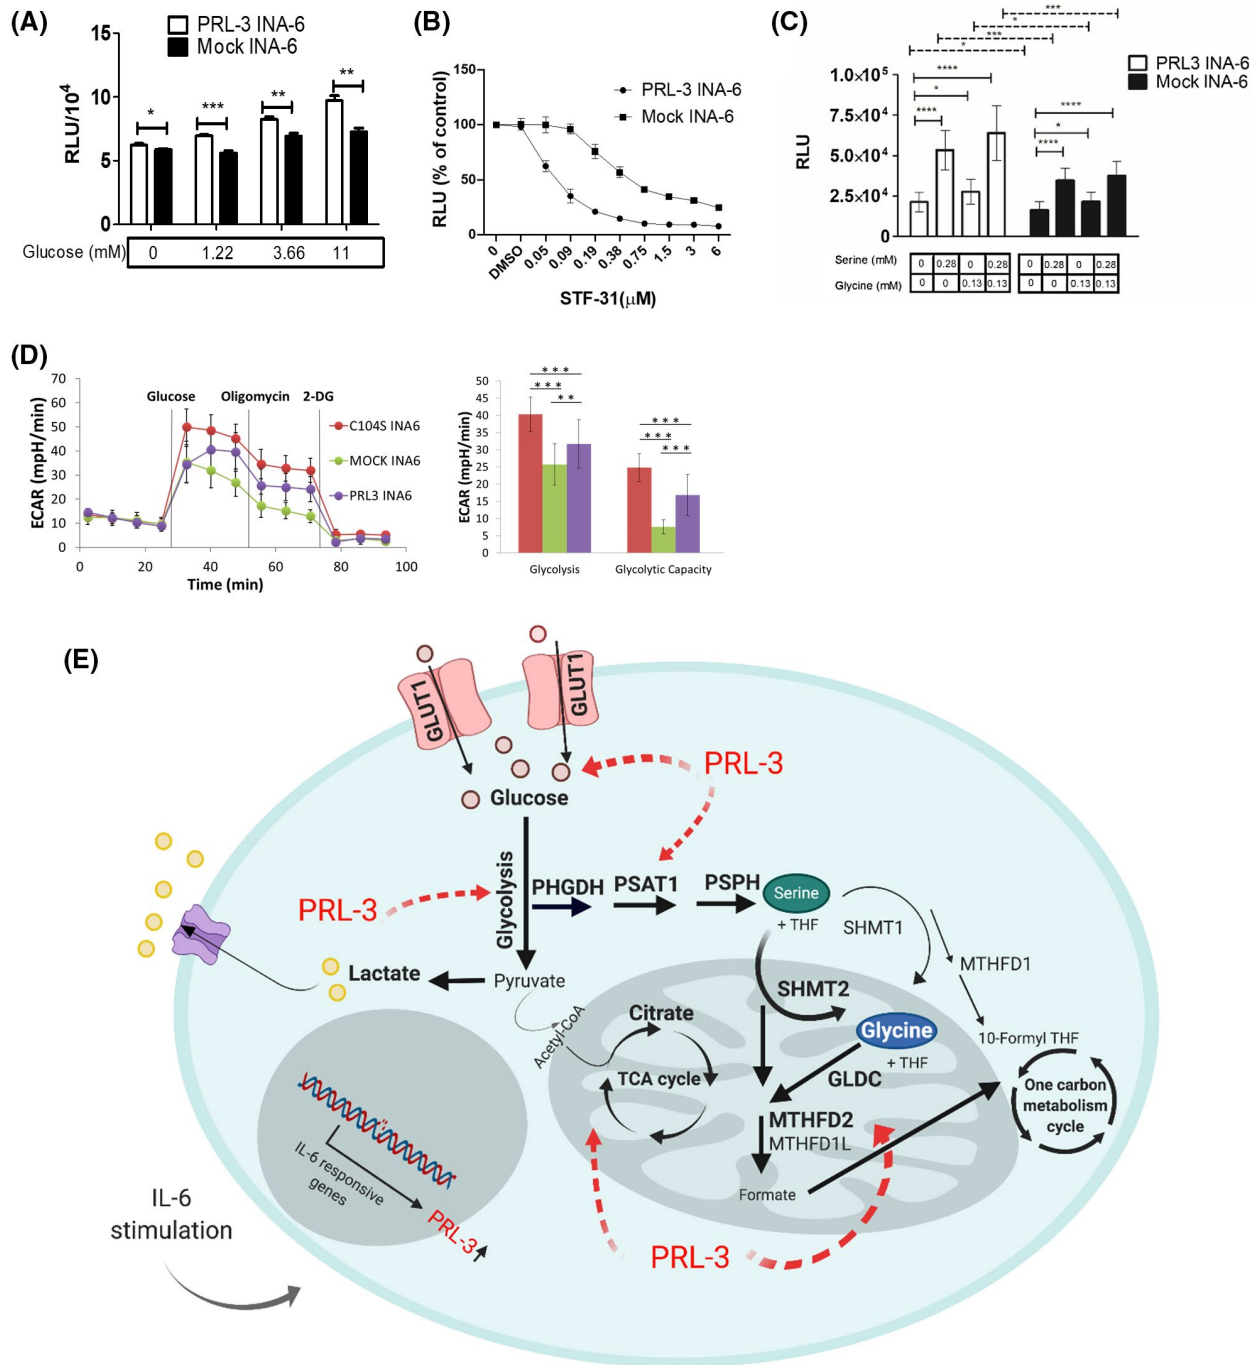 (A)
PRL-3 INA-6
Mock INA-6
RLU/10⁴
15
10
5
0
*
***
**
**
Glucose (mM)
0
1.22
3.66
11
(B)
PRL-3 INA-6
Mock INA-6
RLU (% of control)
150
100
50
0
0
DMSO
0.05
0.09
0.19
0.38
0.75
1.5
3
6
STF-31(μM)
(C)
PRL3 INA-6
Mock INA-6
***
*
***
*
****
*
****
****
*
****
RLU
1.0×10⁵
7.5×10⁴
5.0×10⁴
2.5×10⁴
0
Serine (mM)
0 0.28 0 0.28 0 0.28 0 0.28
Glycine (mM)
0 0 0.13 0.13 0 0 0.13 0.13
(D)
ECAR (mpH/min)
70
60
50
40
30
20
10
0
Glucose
Oligomycin
2-DG
C104S INA6
MOCK INA6
PRL3 INA6
0 20 40 60 80 100
Time (min)
ECAR (mpH/min)
50
45
40
35
30
25
20
15
10
5
0
***
***
**
***
***
***
Glycolysis
Glycolytic Capacity
(E)
GLUT1
GLUT1
PRL-3
Glucose
Glycolysis
PRL-3
PHGDH
PSAT1
PSPH
Serine
+ THF
SHMT1
MTHFD1
10-Formyl THF
Lactate
Pyruvate
Acetyl-CoA
Citrate
TCA cycle
SHMT2
Glycine
+ THF
GLDC
MTHFD2
MTHFD1L
Formate
One carbon
metabolism
cycle
IL-6 responsive
genes
PRL-3
PRL-3
IL-6
stimulation